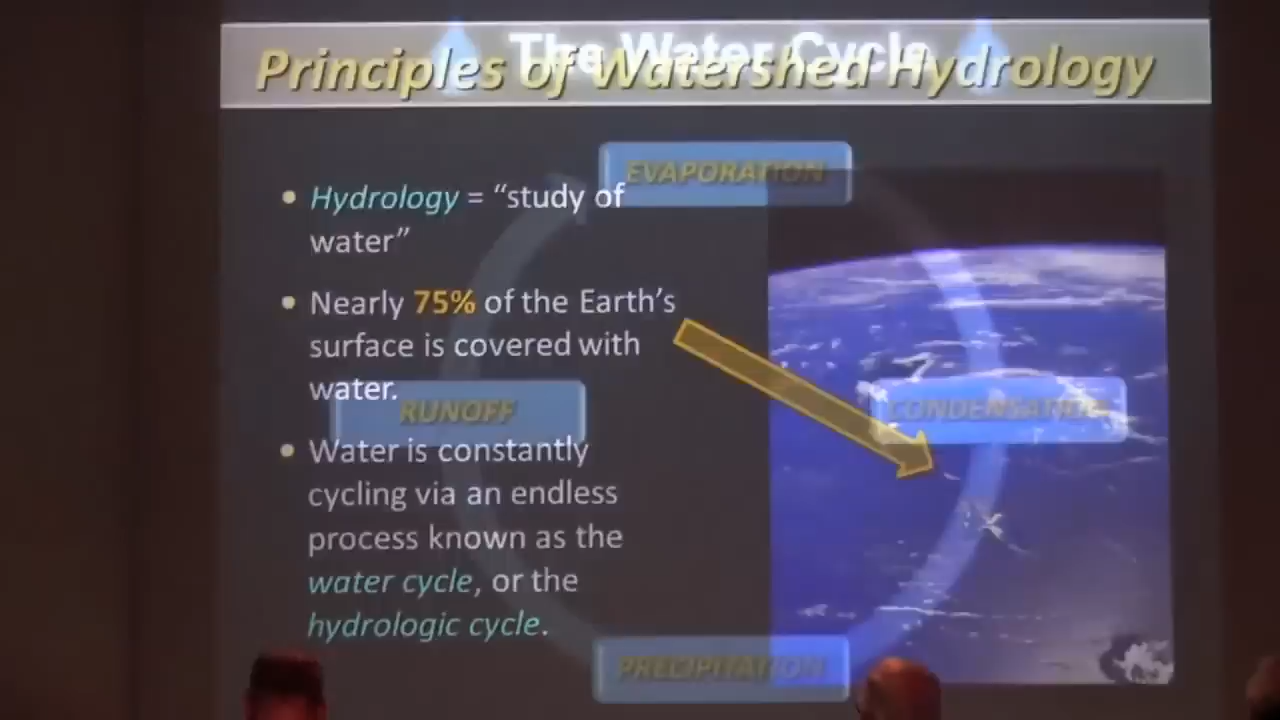 The Water Cycle
Principles of Watershed Hydrology
EVAPORATION
• Hydrology = “study of
water”
• Nearly 75% of the Earth’s
surface is covered with
water.
RUNOFF
CONDENSATION
• Water is constantly
cycling via an endless
process known as the
water cycle, or the
hydrologic cycle.
PRECIPITATION